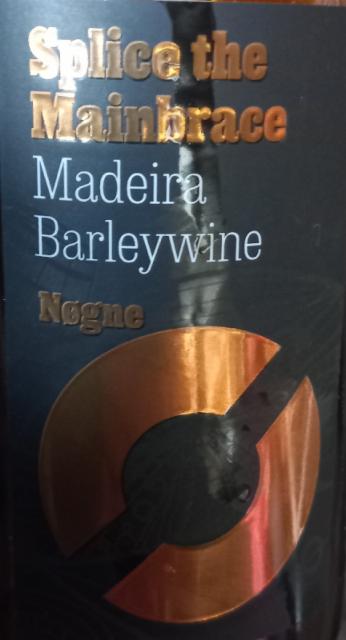 Splice the
Mainbrace
Madeira
Barleywine
Nøgne
Ø